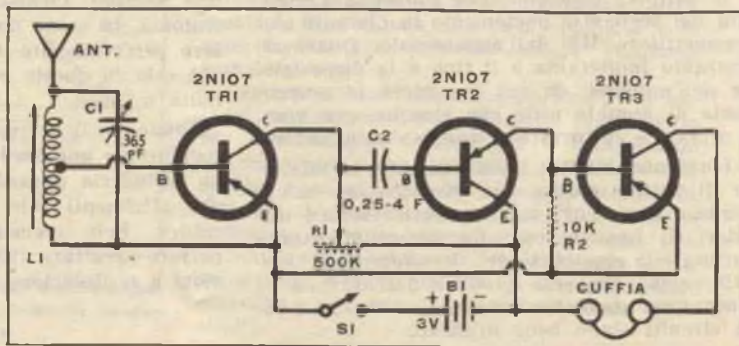 ANT.
2N107
TR1
2N107
TR2
2N107
TR3
C1
365
PF
C
B
E
C2
0,25-4 F
C
B
E
C
B
E
L1
R1
500K
10K
R2
S1
+
B1
-
3V
CUFFIA